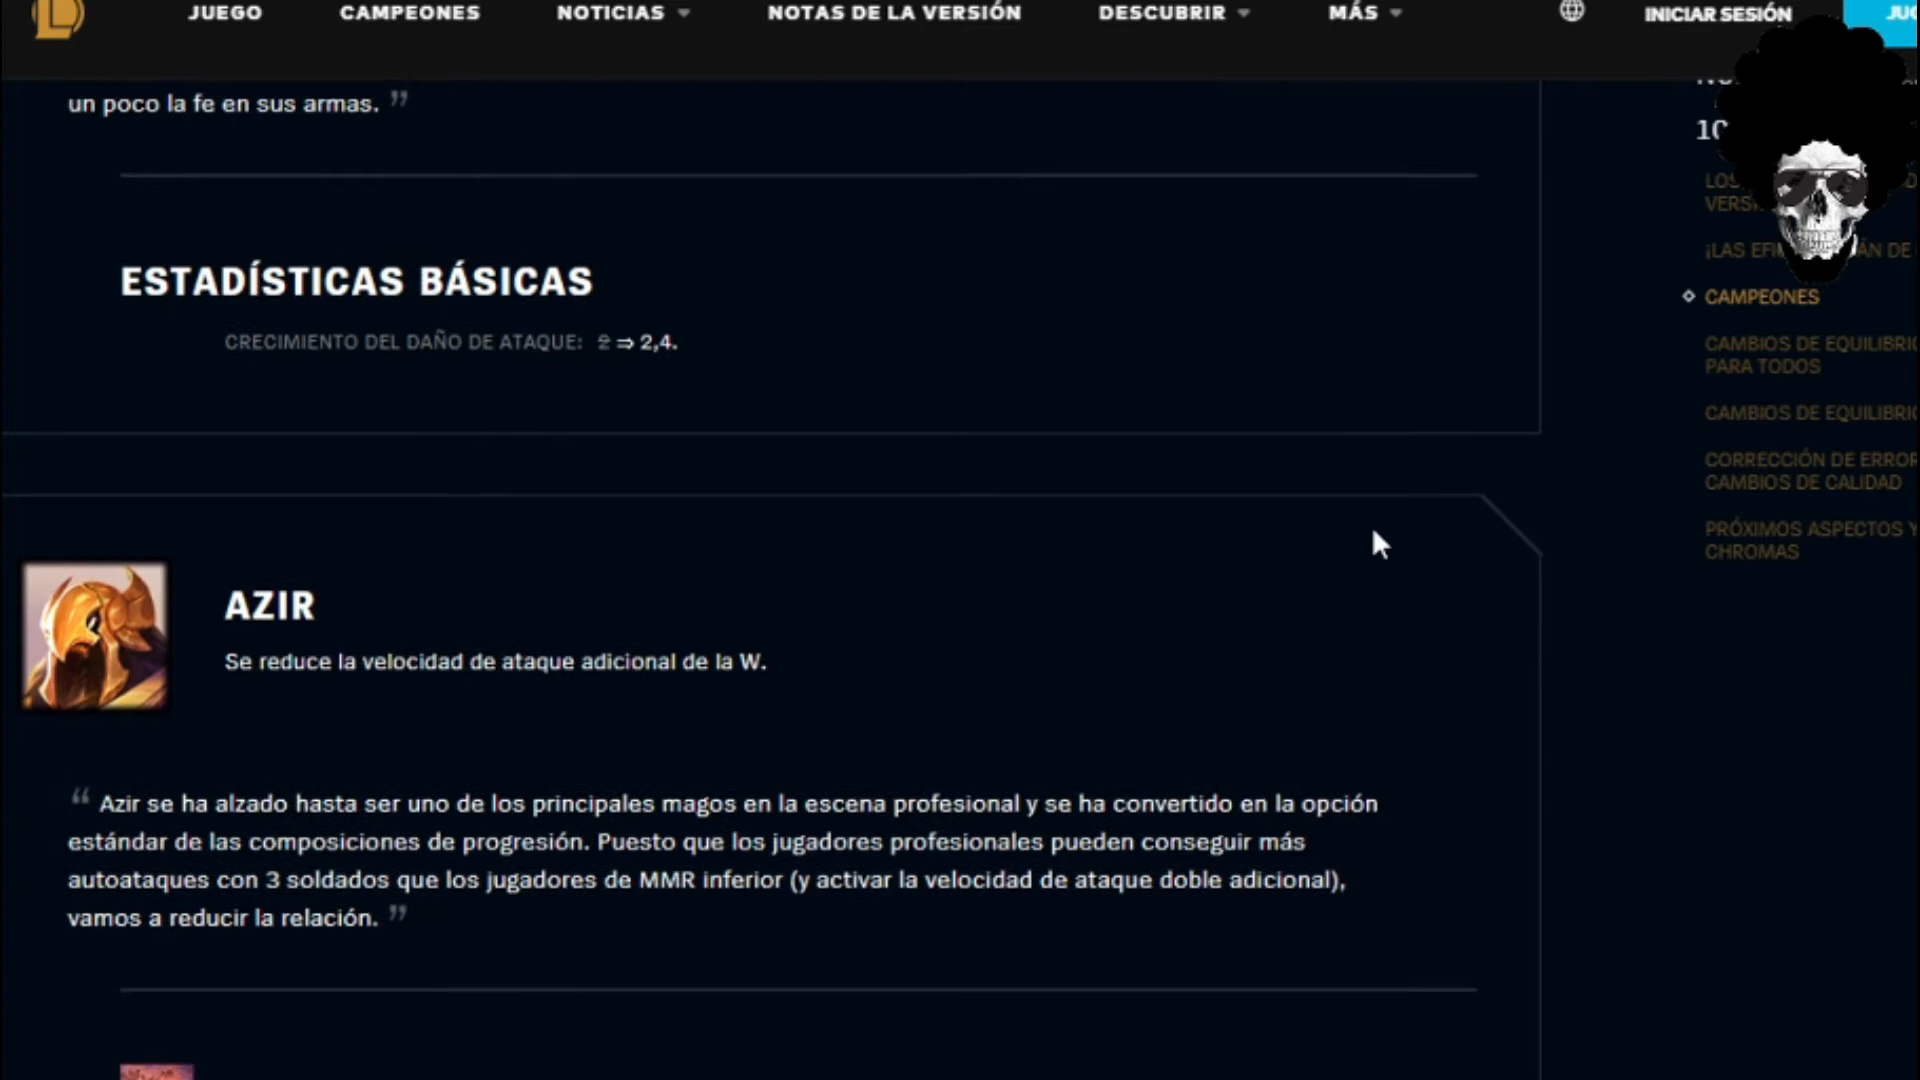 JUEGO CAMPEONES NOTICIAS NOTAS DE LA VERSIÓN DESCUBRIR MÁS INICIAR SESIÓN
un poco la fe en sus armas. ”
10
ESTADÍSTICAS BÁSICAS
CRECIMIENTO DEL DAÑO DE ATAQUE: 2 ⇒ 2,4.
CAMPEONES
CAMBIOS DE EQUILIBRIO
PARA TODOS
CAMBIOS DE EQUILIBRIO
CORRECCIÓN DE ERROR
CAMBIOS DE CALIDAD
PRÓXIMOS ASPECTOS Y
CHROMAS
AZIR
Se reduce la velocidad de ataque adicional de la W.
“ Azir se ha alzado hasta ser uno de los principales magos en la escena profesional y se ha convertido en la opción
estándar de las composiciones de progresión. Puesto que los jugadores profesionales pueden conseguir más
autoataques con 3 soldados que los jugadores de MMR inferior (y activar la velocidad de ataque doble adicional),
vamos a reducir la relación. ”